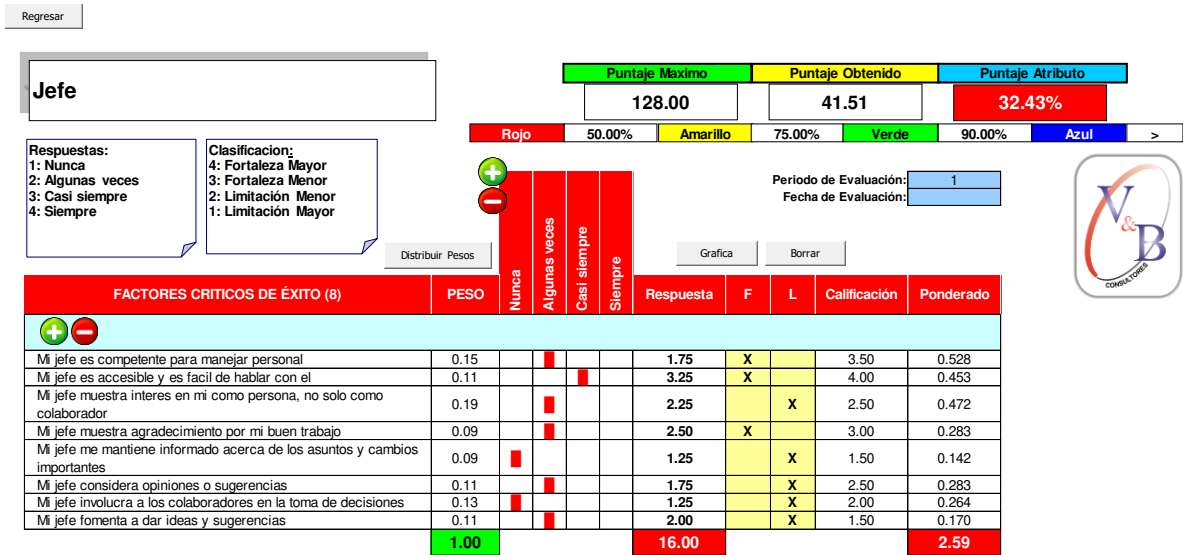 Regresar
Jefe
Puntaje Maximo Puntaje Obtenido Puntaje Atributo
128.00 41.51 32.43%
Rojo 50.00% Amarillo 75.00% Verde 90.00% Azul >
Respuestas:
1: Nunca
2: Algunas veces
3: Casi siempre
4: Siempre
Clasificacion:
4: Fortaleza Mayor
3: Fortaleza Menor
2: Limitación Menor
1: Limitación Mayor
Periodo de Evaluación: 1
Fecha de Evaluación:
V&B
CONSULTORES
Distribuir Pesos
Grafica
Borrar
FACTORES CRITICOS DE ÉXITO (8) PESO Nunca Algunas veces Casi siempre Siempre Respuesta F L Calificación Ponderado
Mi jefe es competente para manejar personal 0.15 1.75 X 3.50 0.528
Mi jefe es accesible y es facil de hablar con el 0.11 3.25 X 4.00 0.453
Mi jefe muestra interes en mi como persona, no solo como
colaborador 0.19 2.25 X 2.50 0.472
Mi jefe muestra agradecimiento por mi buen trabajo 0.09 2.50 X 3.00 0.283
Mi jefe me mantiene informado acerca de los asuntos y cambios
importantes 0.09 1.25 X 1.50 0.142
Mi jefe considera opiniones o sugerencias 0.11 1.75 X 2.50 0.283
Mi jefe involucra a los colaboradores en la toma de decisiones 0.13 1.25 X 2.00 0.264
Mi jefe fomenta a dar ideas y sugerencias 0.11 2.00 X 1.50 0.170
1.00 16.00 2.59